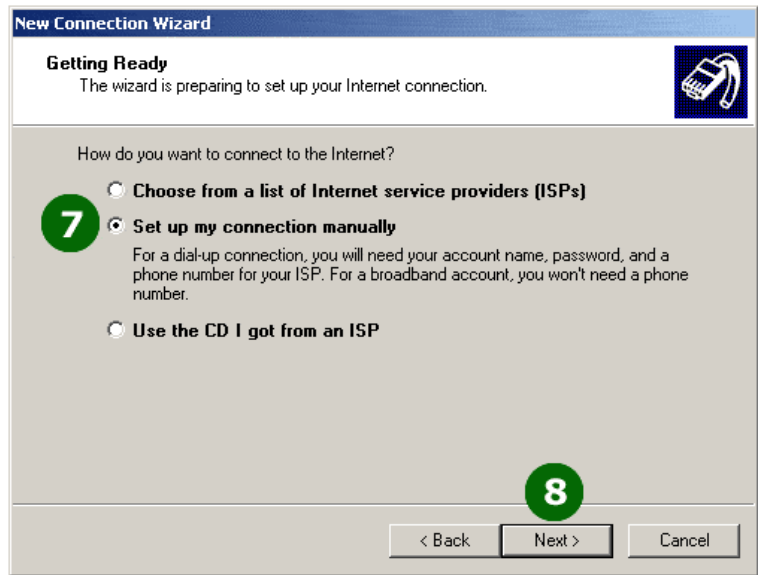 New Connection Wizard
Getting Ready
The wizard is preparing to set up your Internet connection.
How do you want to connect to the Internet?
Choose from a list of Internet service providers (ISPs)
7
Set up my connection manually
For a dial-up connection, you will need your account name, password, and a
phone number for your ISP. For a broadband account, you won't need a phone
number.
Use the CD I got from an ISP
8
< Back Next > Cancel